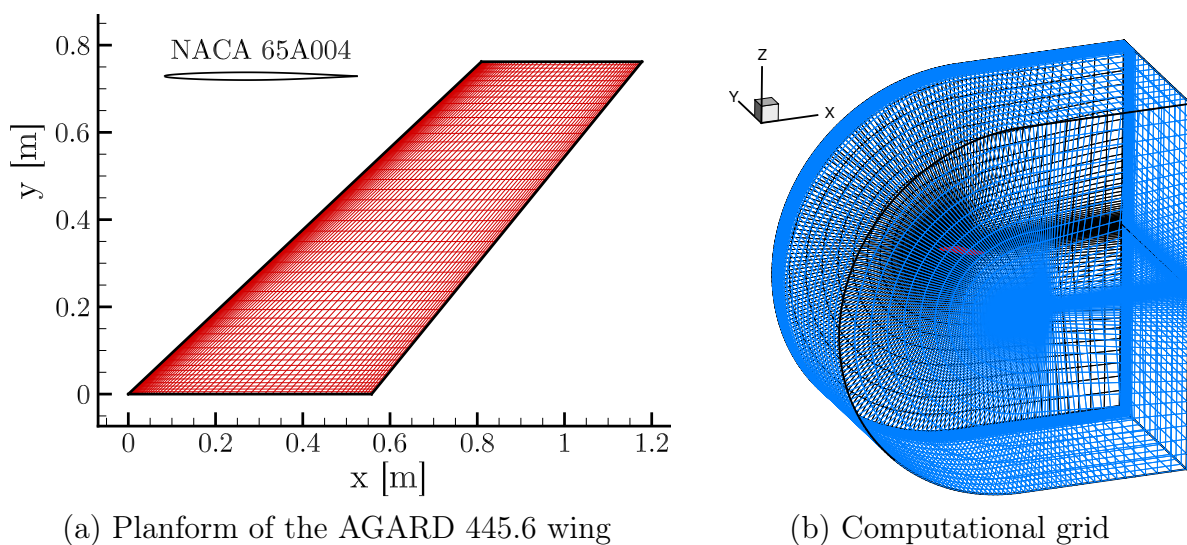 NACA 65A004
0.8
0.6
0.4
0.2
0
y [m]
0 0.2 0.4 0.6 0.8 1 1.2
x [m]
(a) Planform of the AGARD 445.6 wing
Z
Y
X
(b) Computational grid